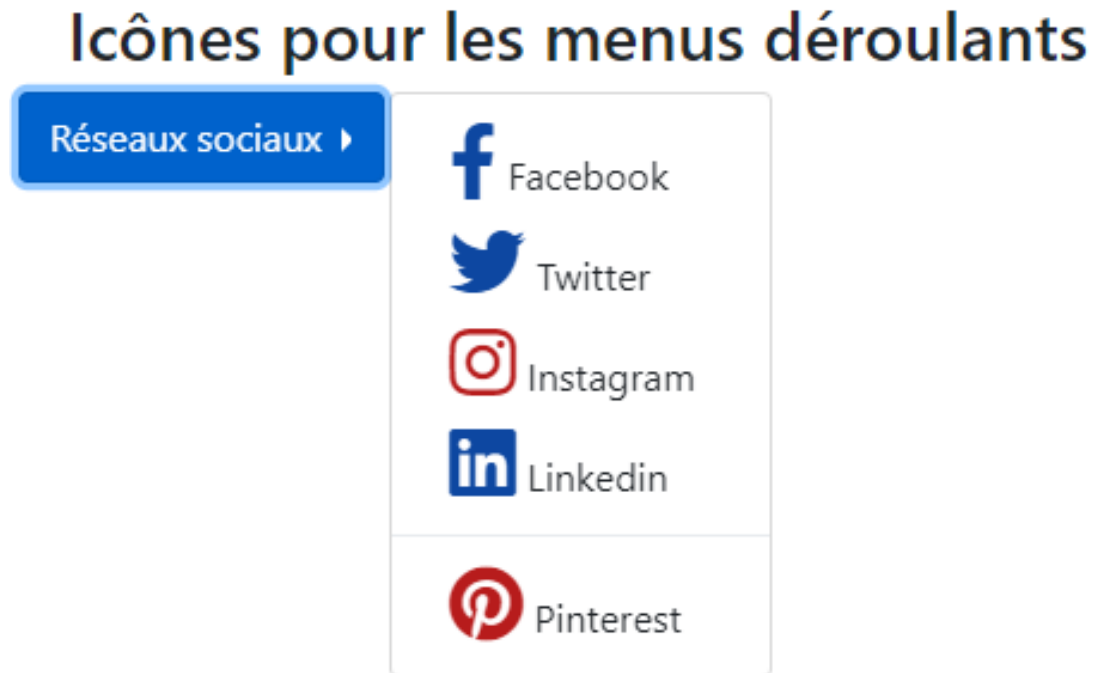 Icônes pour les menus déroulants
Réseaux sociaux
Facebook
Twitter
Instagram
Linkedin
Pinterest